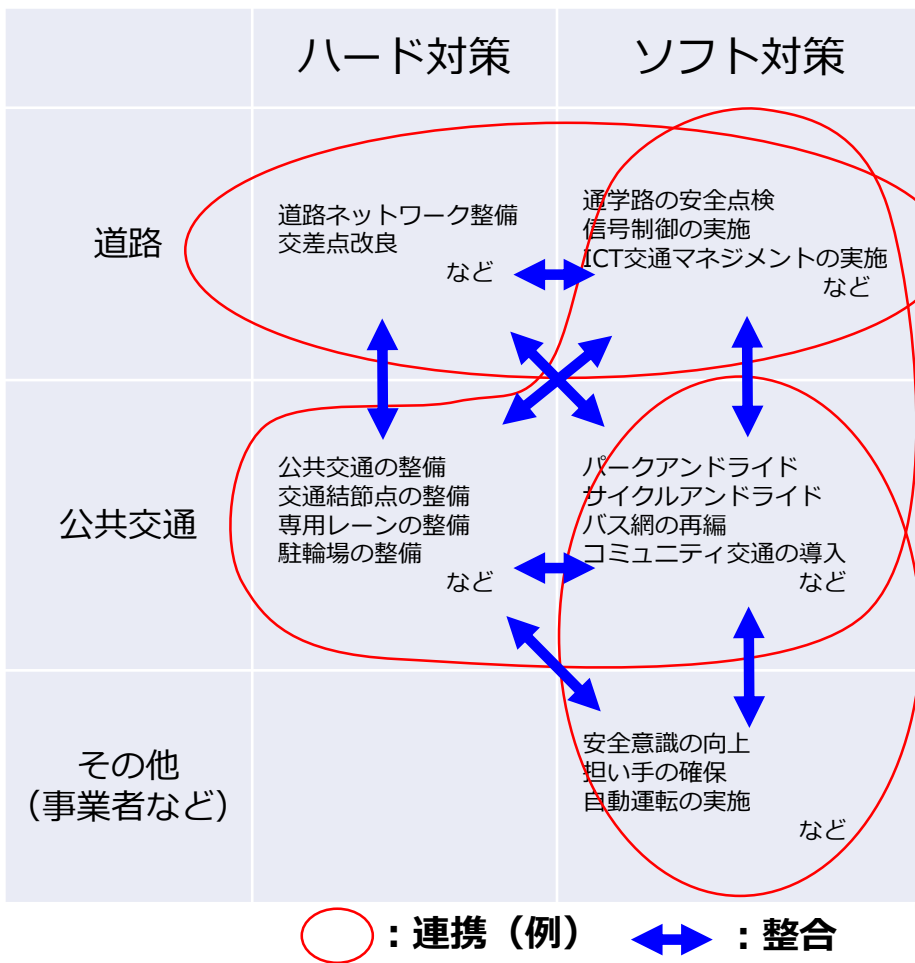 ハード対策
ソフト対策
道路
道路ネットワーク整備
交差点改良
など
通学路の安全点検
信号制御の実施
ICT交通マネジメントの実施
など
公共交通
公共交通の整備
交通結節点の整備
専用レーンの整備
駐輪場の整備
など
パークアンドライド
サイクルアンドライド
バス網の再編
コミュニティ交通の導入
など
その他
（事業者など）
安全意識の向上
担い手の確保
自動運転の実施
など
：連携（例）
：整合